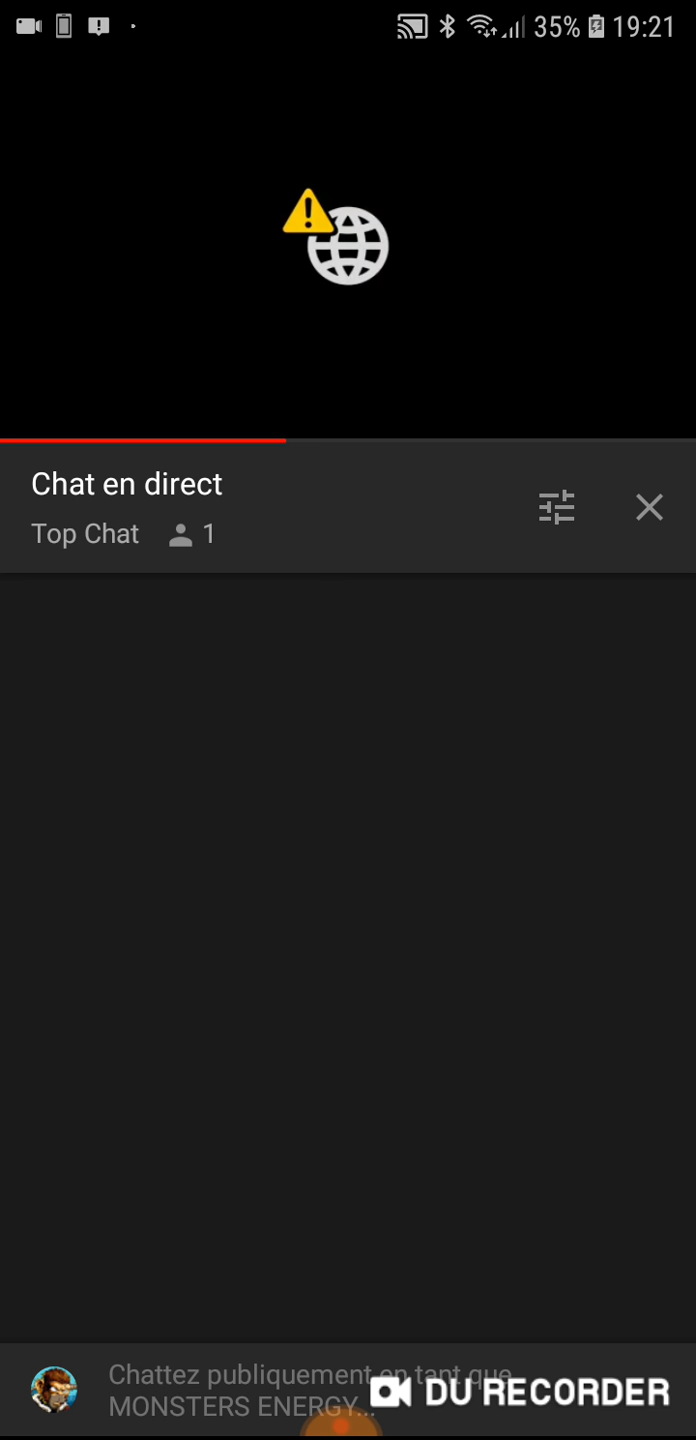 35% 19:21
Chat en direct
Top Chat 1
Chattez publiquement en tant que
MONSTERS ENERGY...
DU RECORDER